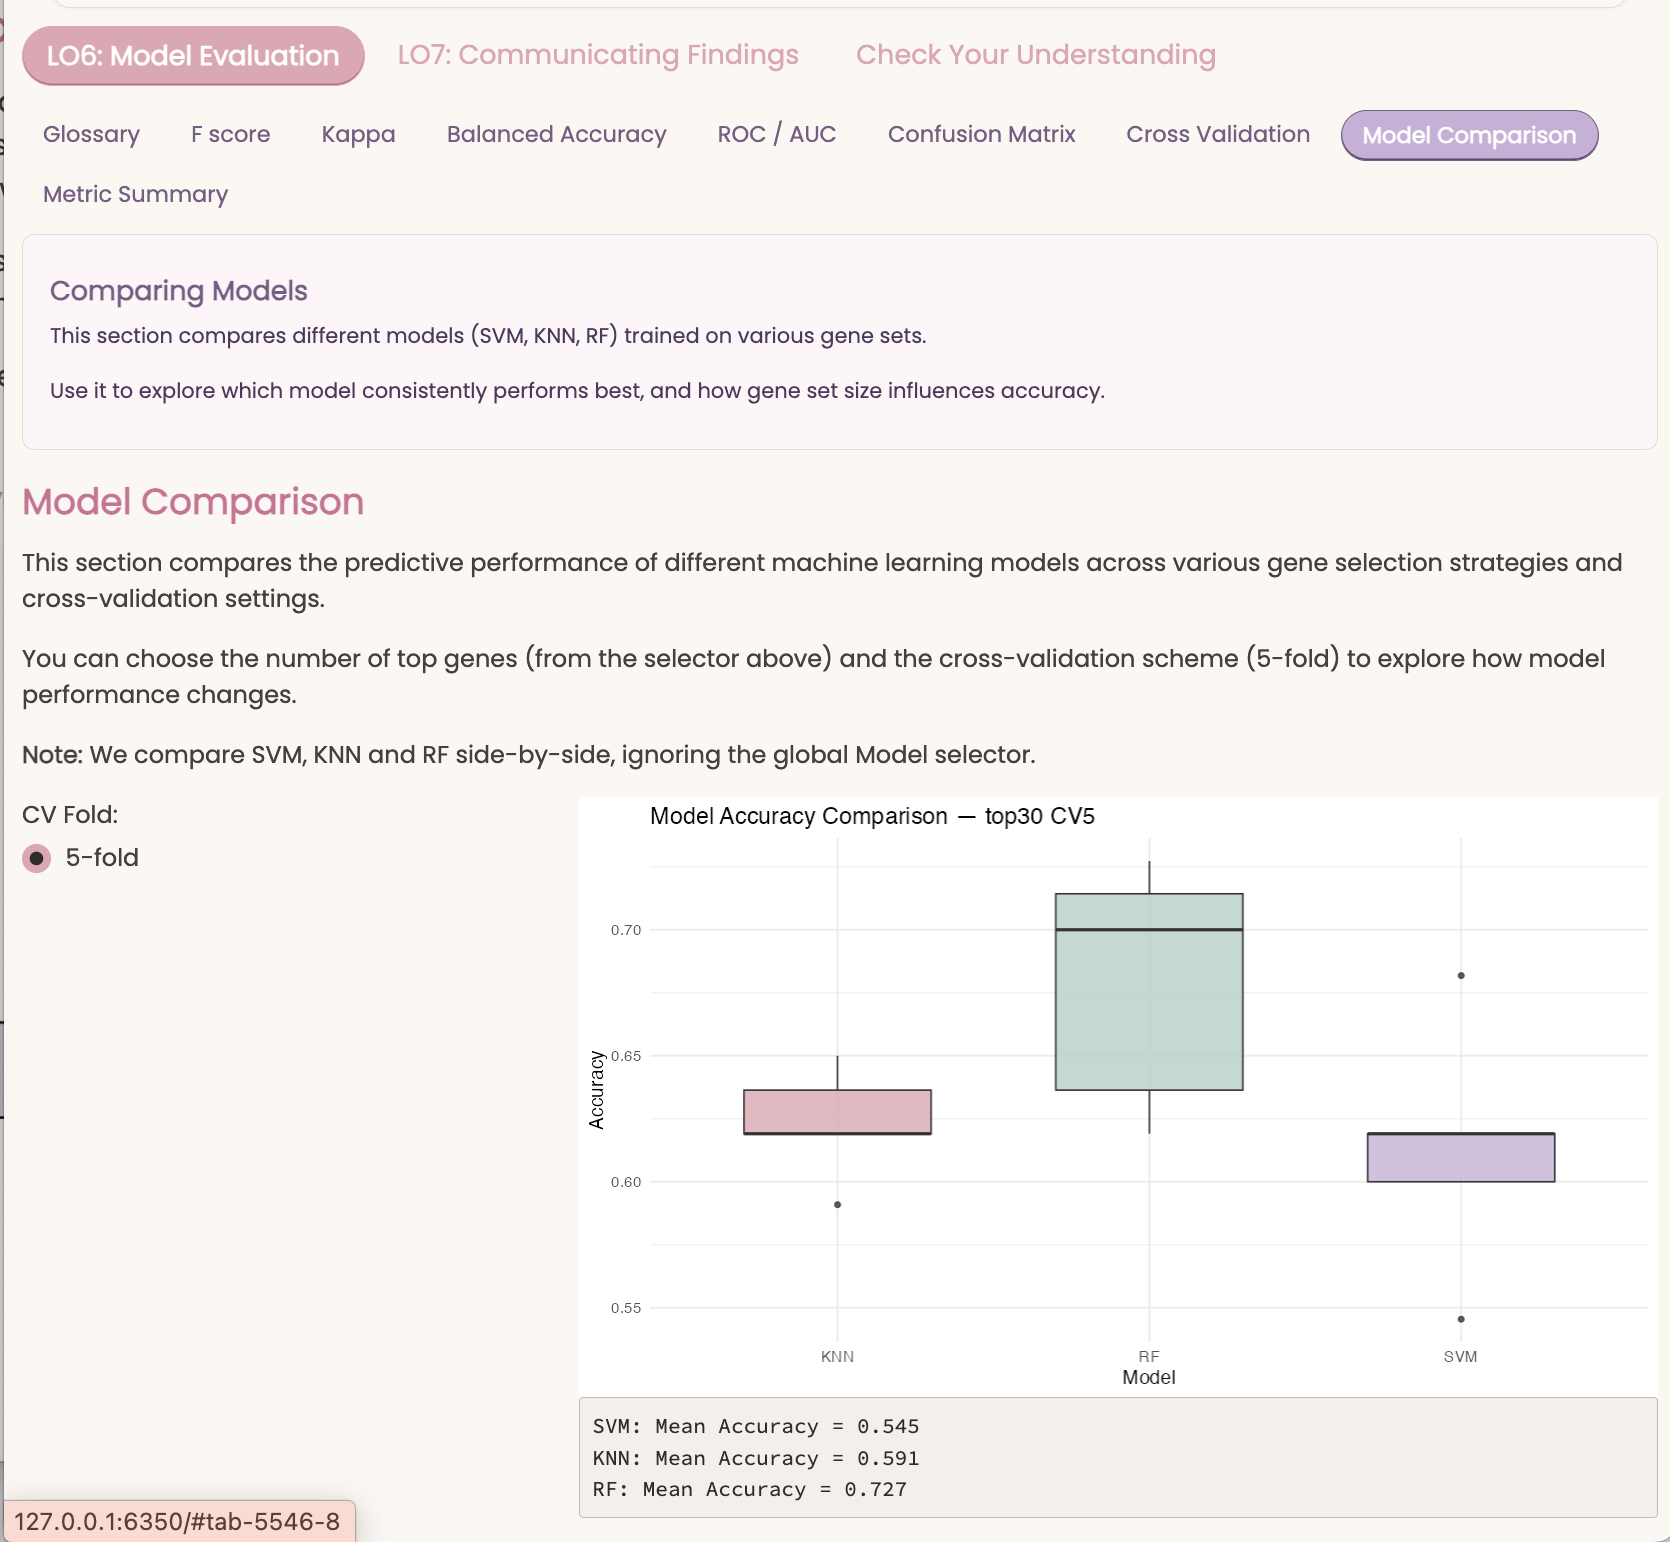 LO6: Model Evaluation LO7: Communicating Findings Check Your Understanding
Glossary F score Kappa Balanced Accuracy ROC / AUC Confusion Matrix Cross Validation Model Comparison
Metric Summary
Comparing Models
This section compares different models (SVM, KNN, RF) trained on various gene sets.
Use it to explore which model consistently performs best, and how gene set size influences accuracy.
Model Comparison
This section compares the predictive performance of different machine learning models across various gene selection strategies and
cross-validation settings.
You can choose the number of top genes (from the selector above) and the cross-validation scheme (5-fold) to explore how model
performance changes.
Note: We compare SVM, KNN and RF side-by-side, ignoring the global Model selector.
CV Fold:
5-fold
Model Accuracy Comparison — top30 CV5
Accuracy
0.70
0.65
0.60
0.55
KNN RF SVM
Model
SVM: Mean Accuracy = 0.545
KNN: Mean Accuracy = 0.591
RF: Mean Accuracy = 0.727
127.0.0.1:6350/#tab-5546-8